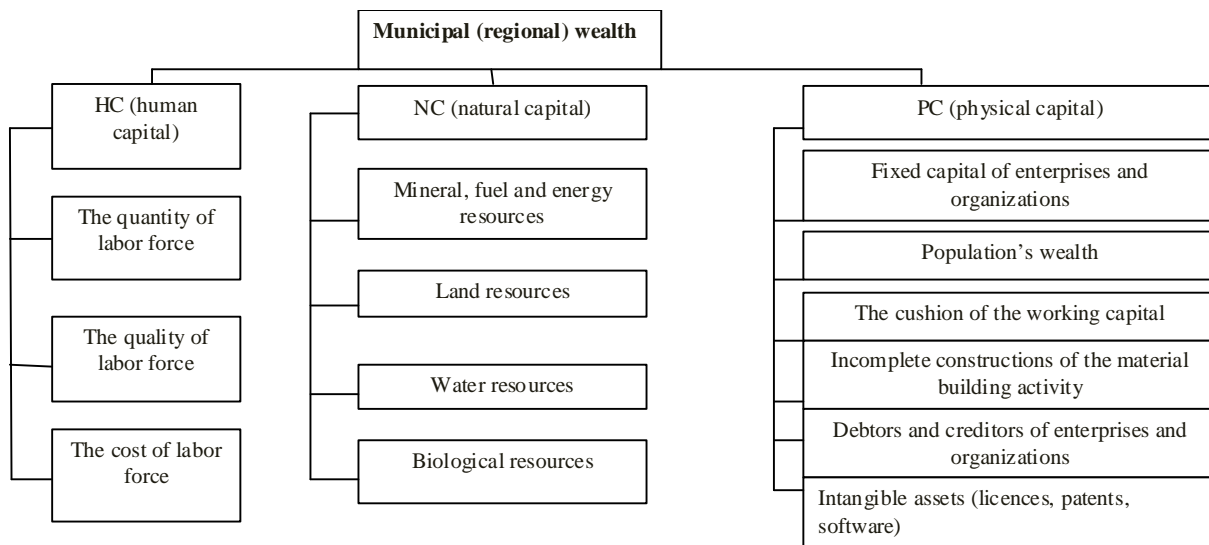 Municipal (regional) wealth
HC (human
capital)
The quantity of
labor force
The quality of
labor force
The cost of labor
force
NC (natural capital)
Mineral, fuel and energy
resources
Land resources
Water resources
Biological resources
PC (physical capital)
Fixed capital of enterprises and
organizations
Population’s wealth
The cushion of the working capital
Incomplete constructions of the material
building activity
Debtors and creditors of enterprises and
organizations
Intangible assets (licences, patents,
software)